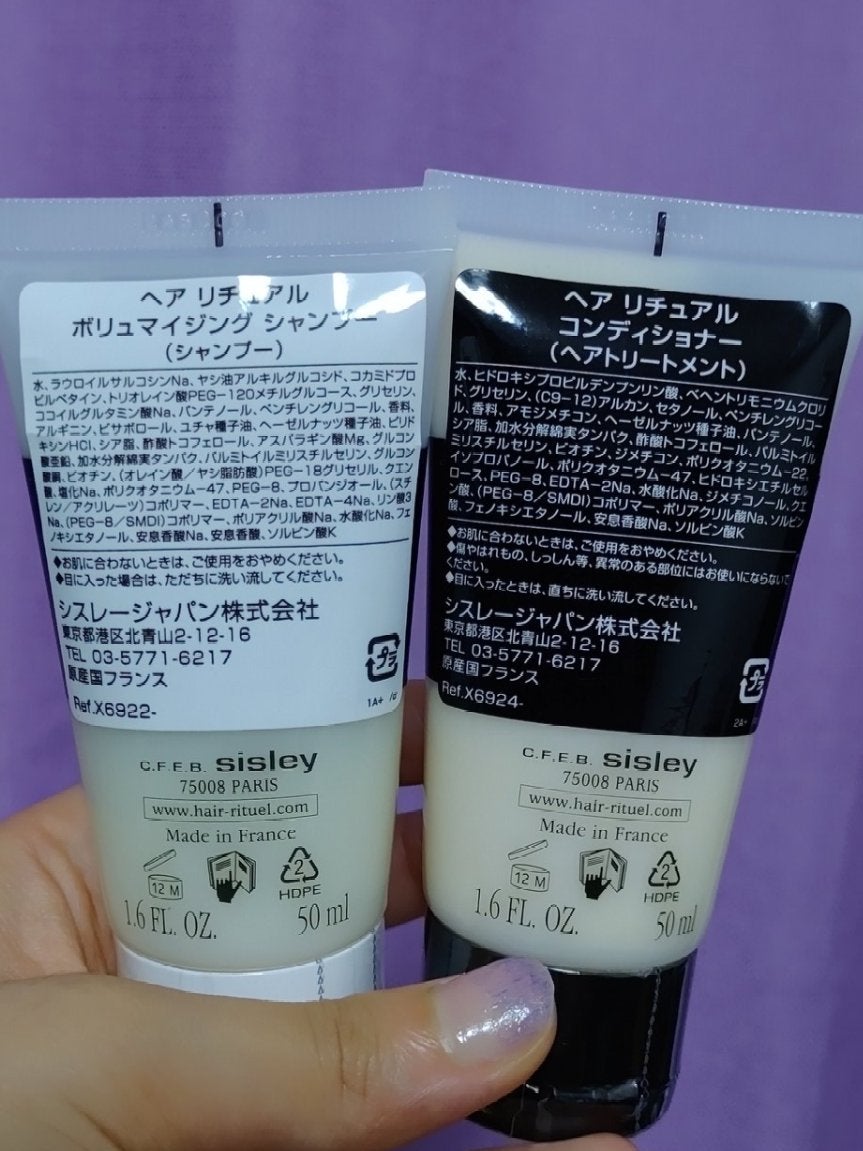 ヘア リチュアル
ボリュマイジング シャンプー
(シャンプー)
水、ラウロイルサルコシンNa、ヤシ油アルキルグルコシド、コカミドプロ
ピルベタイン、トリオレイン酸PEG-120メチルグルコース、グリセリン、
ココイルグルタミン酸Na、パンテノール、ペンチレングリコール、香料、
アルギニン、ビサボロール、ユチャ種子油、ヘーゼルナッツ種子油、ピリド
キシンHCl、シア脂、酢酸トコフェロール、アスパラギン酸Mg、グルコン
酸亜鉛、加水分解綿実タンパク、パルミトイルミリスチルセリン、グルコン
酸銅、ビオチン、(オレイン酸/ヤシ脂肪酸)PEG-18グリセリル、クエン
酸、塩化Na、ポリクオタニウム-47、PEG-8、プロパンジオール、(スチ
レン/アクリレーツ)コポリマー、EDTA-2Na、EDTA-4Na、リン酸3
Na、(PEG-8/SMDI)コポリマー、ポリアクリル酸Na、水酸化Na、フェ
ノキシエタノール、安息香酸Na、安息香酸、ソルビン酸K
◆お肌に合わないときは、ご使用をおやめください。
◆目に入った場合は、ただちに洗い流してください。
シスレージャパン株式会社
東京都港区北青山2-12-16
TEL 03-5771-6217
原産国フランス
プラ
Ref.X6922-
1A+
C.F.E.B. sisley
75008 PARIS
www.hair-rituel.com
Made in France
12 M
2
HDPE
1.6 FL. OZ.
50 ml
ヘア リチュアル
コンディショナー
(ヘアトリートメント)
水、ヒドロキシプロピルデンプンリン酸、ベヘントリモニウムクロリ
ド、グリセリン、(C9-12)アルカン、セタノール、ペンチレングリコー
ル、香料、アモジメチコン、ヘーゼルナッツ種子油、パンテノール、
シア脂、加水分解綿実タンパク、酢酸トコフェロール、パルミトイル
ミリスチルセリン、ビオチン、ジメチコン、ポリクオタニウム-22、
イソプロパノール、ポリクオタニウム-47、ヒドロキシエチルセル
ロース、PEG-8、EDTA-2Na、水酸化Na、ジメチコノール、クエ
ン酸、(PEG-8/SMDI)コポリマー、ポリアクリル酸Na、ソルビン
酸、フェノキシエタノール、安息香酸Na、ソルビン酸K
◆お肌に合わないときは、ご使用をおやめください。
◆傷やはれもの、しっしん等、異常のある部位にはお使いにならないで
ください。
◆目に入ったときは、直ちに洗い流してください。
シスレージャパン株式会社
東京都港区北青山2-12-16
TEL 03-5771-6217
原産国フランス
プラ
Ref.X6924-
2A+
C.F.E.B. sisley
75008 PARIS
www.hair-rituel.com
Made in France
12 M
2
HDPE
1.6 FL. OZ.
50 ml